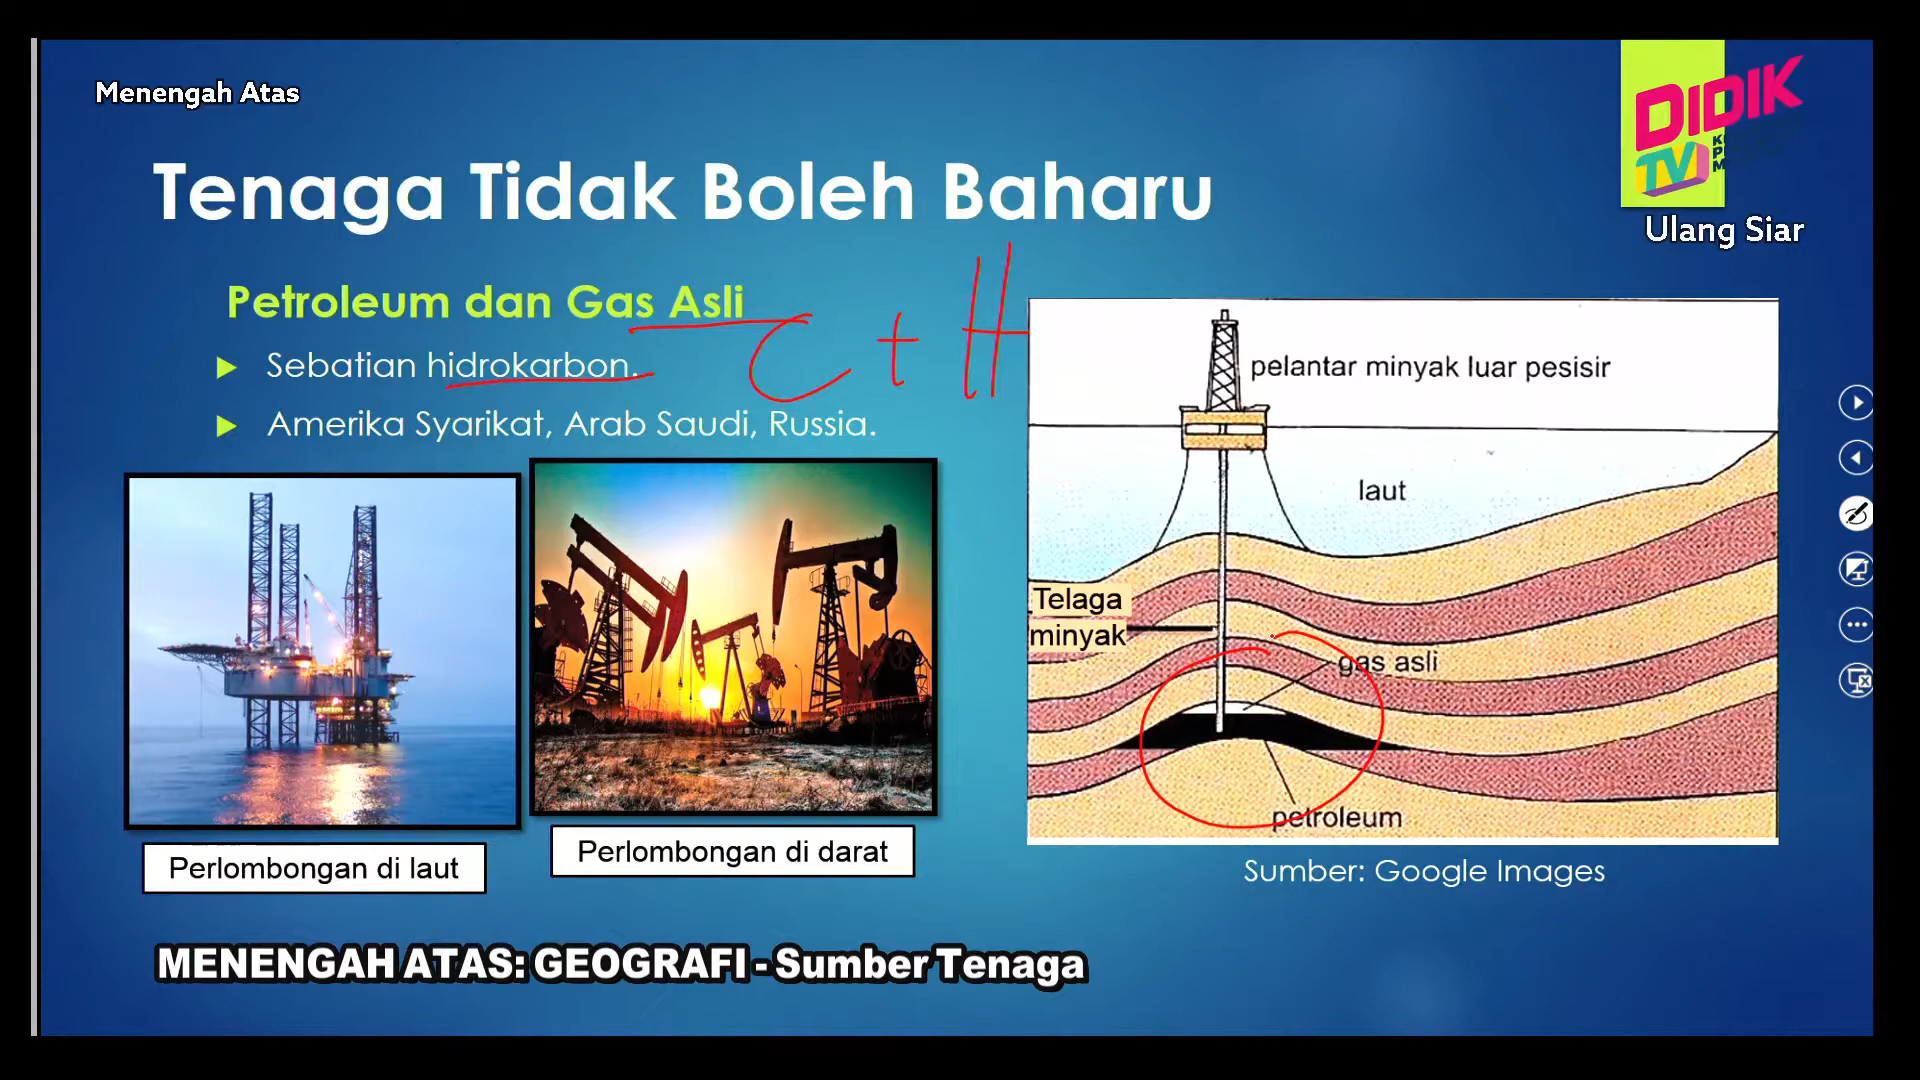 Menengah Atas
DIDIK
TV
Ulang Siar
Tenaga Tidak Boleh Baharu
Petroleum dan Gas Asli
Sebatian hidrokarbon.
C + H
Amerika Syarikat, Arab Saudi, Russia.
pelantar minyak luar pesisir
laut
Telaga
minyak
gas asli
petroleum
Perlombongan di laut
Perlombongan di darat
Sumber: Google Images
MENENGAH ATAS: GEOGRAFI - Sumber Tenaga